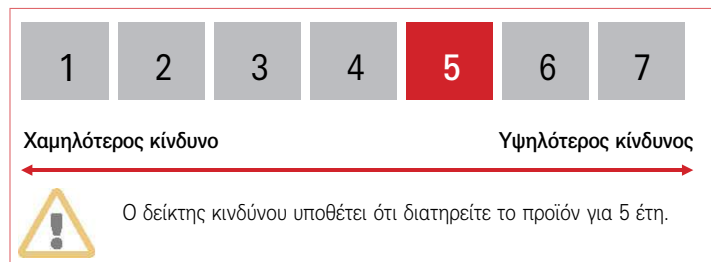 1 2 3 4 5 6 7
Χαμηλότερος κίνδυνο Υψηλότερος κίνδυνος
Ο δείκτης κινδύνου υποθέτει ότι διατηρείτε το προϊόν για 5 έτη.